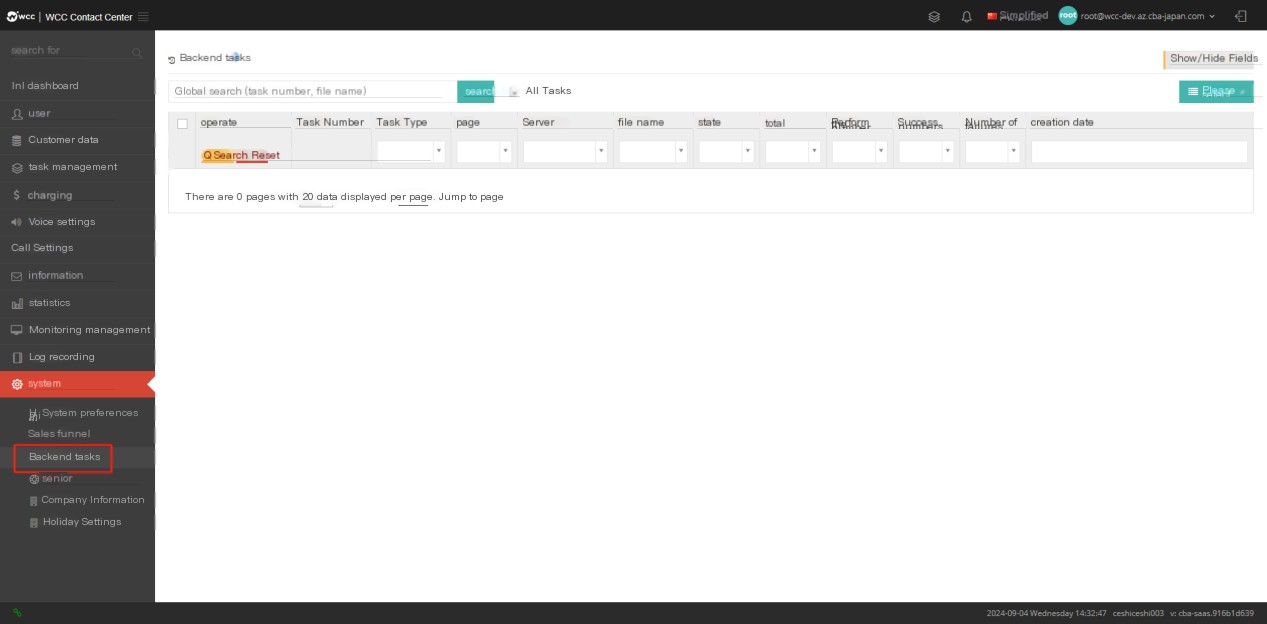 wcc | WCC Contact Center
Simplified
root root@wcc-dev.az.cba-japan.com
search for
Inl dashboard
user
Customer data
task management
charging
Voice settings
Call Settings
information
statistics
Monitoring management
Log recording
system
System preferences
Sales funnel
Backend tasks
senior
Company Information
Holiday Settings
Backend tasks
Show/Hide Fields
Global search (task number, file name)
search
All Tasks
Please
operate
Task Number
Task Type
page
Server
file name
state
total
Perform
Success
numbers
Number of
failures
creation date
Q Search Reset
There are 0 pages with 20 data displayed per page. Jump to page
2024-09-04 Wednesday 14:32:47 ceshiceshi003 v: cba-saas.916b1d639